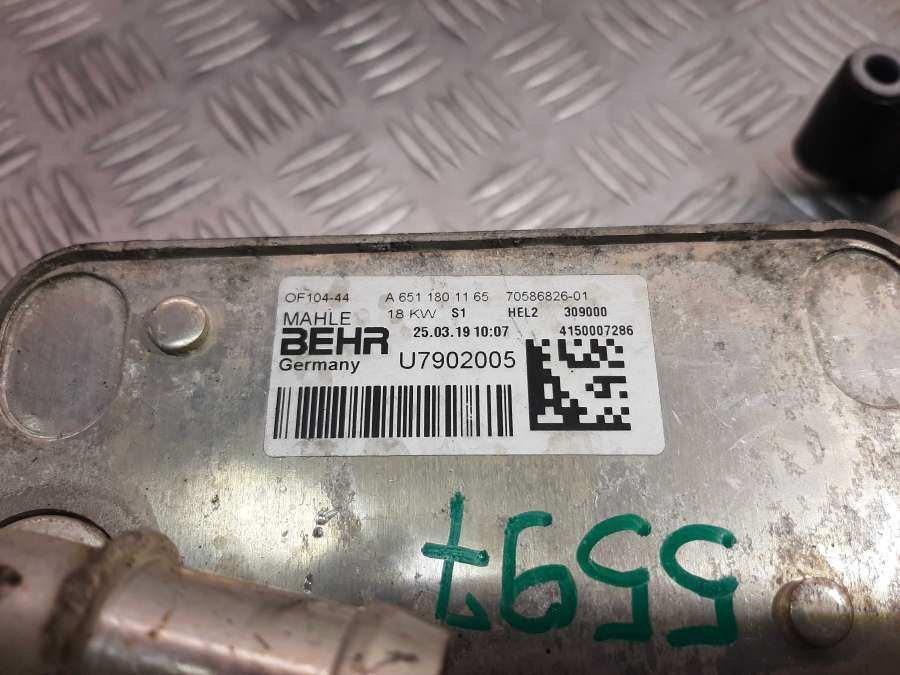 OF104-44 A 651 180 11 65 70586826-01
MAHLE 18 KW S1 HEL2 309000
BEHR 25.03.19 10:07 4150007286
Germany U7902005
5597